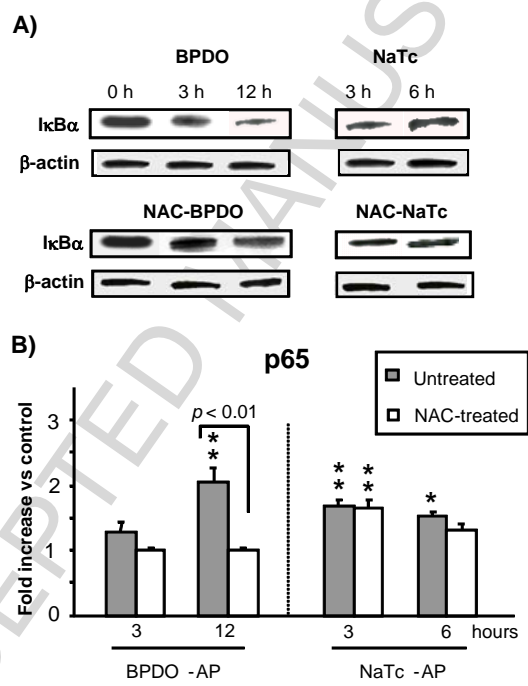 A)
BPDO NaTc
0 h 3 h 12 h 3 h 6 h
IκBα
β-actin
NAC-BPDO NAC-NaTc
IκBα
β-actin
B)
p65
Untreated
NAC-treated
Fold increase vs control
3
2
1
0
p < 0.01
* * * * * * *
3 12 3 6 hours
BPDO -AP NaTc -AP
EPTED MANUS